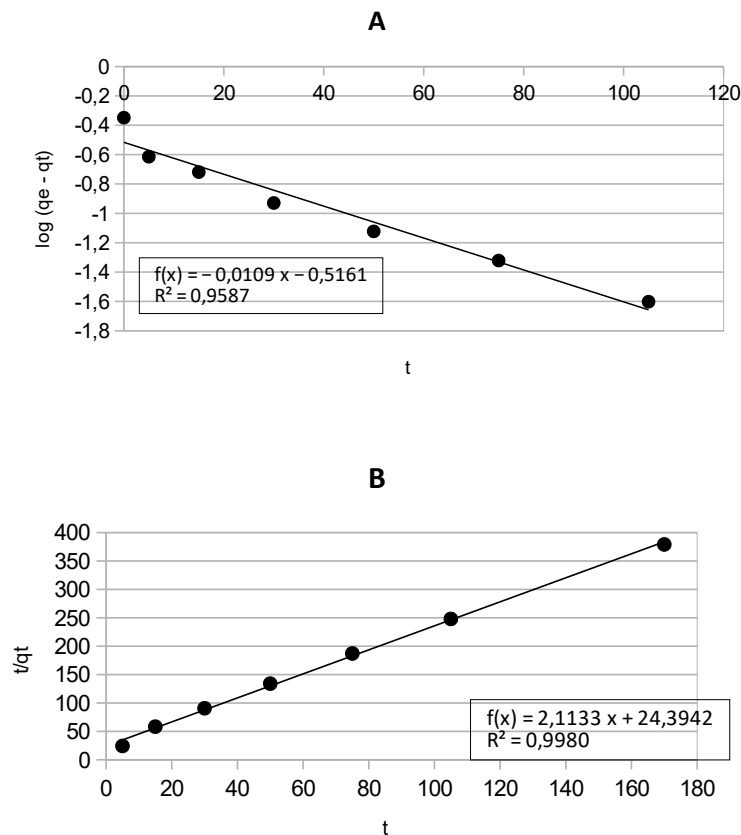 A
0
0 20 40 60 80 100 120
-0,2
-0,4
-0,6
-0,8
-1
-1,2
-1,4
-1,6
-1,8
log (qe - qt)
f(x) = − 0,0109 x − 0,5161
R² = 0,9587
t
B
400
350
300
250
200
150
100
50
0
t/qt
f(x) = 2,1133 x + 24,3942
R² = 0,9980
0 20 40 60 80 100 120 140 160 180
t